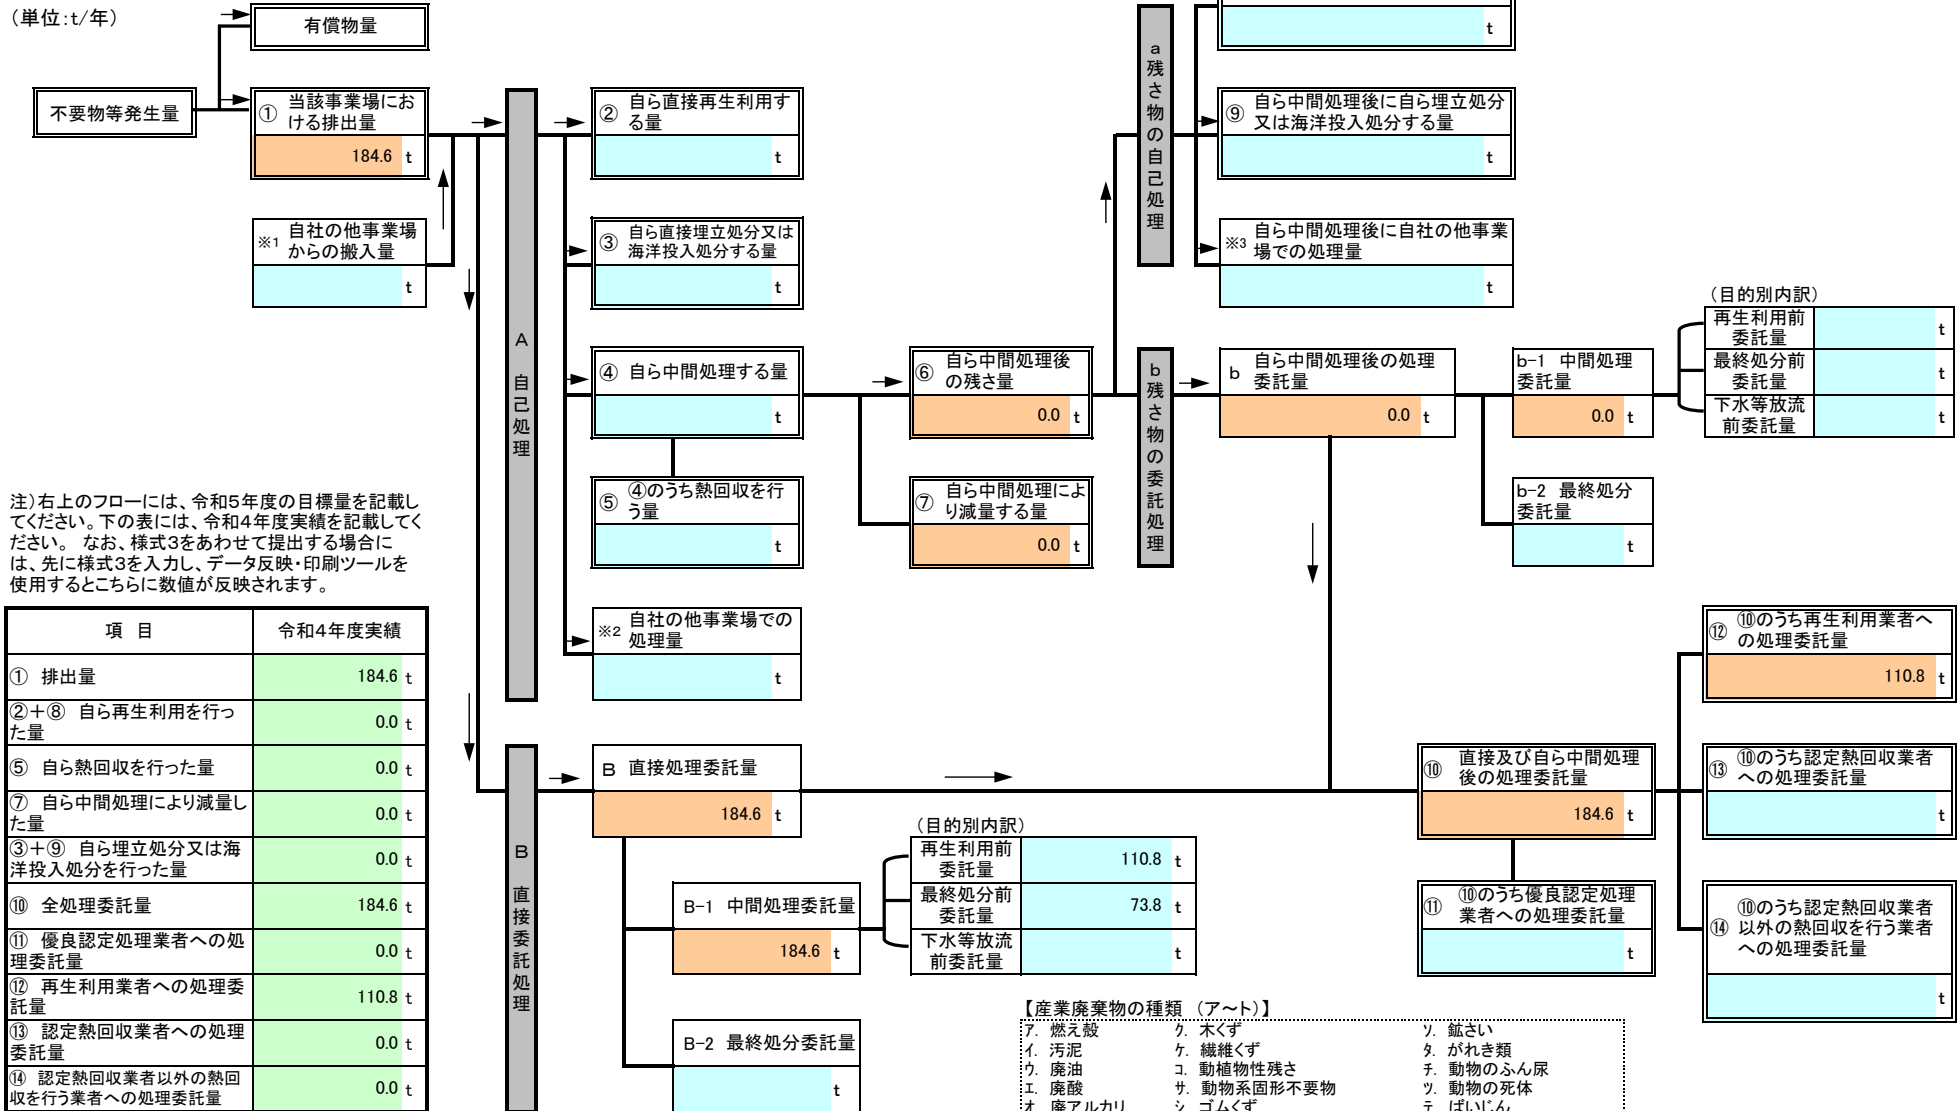 （単位：t/年）
有償物量
不要物等発生量
① 当該事業場にお
ける排出量
184.6 t
※1 自社の他事業場
からの搬入量
t
A 自己処理
② 自ら直接再生利用す
る量
t
③ 自ら直接埋立処分又は
海洋投入処分する量
t
④ 自ら中間処理する量
t
⑤ ④のうち熱回収を行
う量
t
※2 自社の他事業場での
処理量
t
⑥ 自ら中間処理後
の残さ量
0.0 t
⑦ 自ら中間処理によ
り減量する量
0.0 t
a 残さ物の自己処理
t
⑨ 自ら中間処理後に自ら埋立処分
又は海洋投入処分する量
t
※3 自ら中間処理後に自社の他事業
場での処理量
t
b 残さ物の委託処理
b 自ら中間処理後の処理
委託量
0.0 t
b-1 中間処理
委託量
0.0 t
（目的別内訳）
再生利用前
委託量
t
最終処分前
委託量
t
下水等放流
前委託量
t
b-2 最終処分
委託量
t
注）右上のフローには、令和５年度の目標量を記載し
てください。下の表には、令和４年度実績を記載してく
ださい。 なお、様式３をあわせて提出する場合に
は、先に様式３を入力し、データ反映・印刷ツールを
使用するとこちらに数値が反映されます。
項 目 令和４年度実績
① 排出量 184.6 t
②＋⑧ 自ら再生利用を行っ
た量 0.0 t
⑤ 自ら熱回収を行った量 0.0 t
⑦ 自ら中間処理により減量し
た量 0.0 t
③＋⑨ 自ら埋立処分又は海
洋投入処分を行った量 0.0 t
⑩ 全処理委託量 184.6 t
⑪ 優良認定処理業者への処
理委託量 0.0 t
⑫ 再生利用業者への処理委
託量 110.8 t
⑬ 認定熱回収業者への処理
委託量 0.0 t
⑭ 認定熱回収業者以外の熱回
収を行う業者への処理委託量 0.0 t
B 直接委託処理
B 直接処理委託量
184.6 t
B-1 中間処理委託量
184.6 t
（目的別内訳）
再生利用前
委託量
110.8 t
最終処分前
委託量
73.8 t
下水等放流
前委託量
t
B-2 最終処分委託量
t
⑩ 直接及び自ら中間処理
後の処理委託量
184.6 t
⑪ ⑩のうち優良認定処理
業者への処理委託量
t
⑫ ⑩のうち再生利用業者へ
の処理委託量
110.8 t
⑬ ⑩のうち認定熱回収業者
への処理委託量
t
⑭ ⑩のうち認定熱回収業者
以外の熱回収を行う業者
への処理委託量
t
【産業廃棄物の種類 （ア～ト）】
ア. 燃え殻 ク. 木くず ソ. 鉱さい
イ. 汚泥 ケ. 繊維くず タ. がれき類
ウ. 廃油 コ. 動植物性残さ チ. 動物のふん尿
エ. 廃酸 サ. 動物系固形不要物 ツ. 動物の死体
オ. 廃アルカリ シ. ゴムくず テ. ばいじん